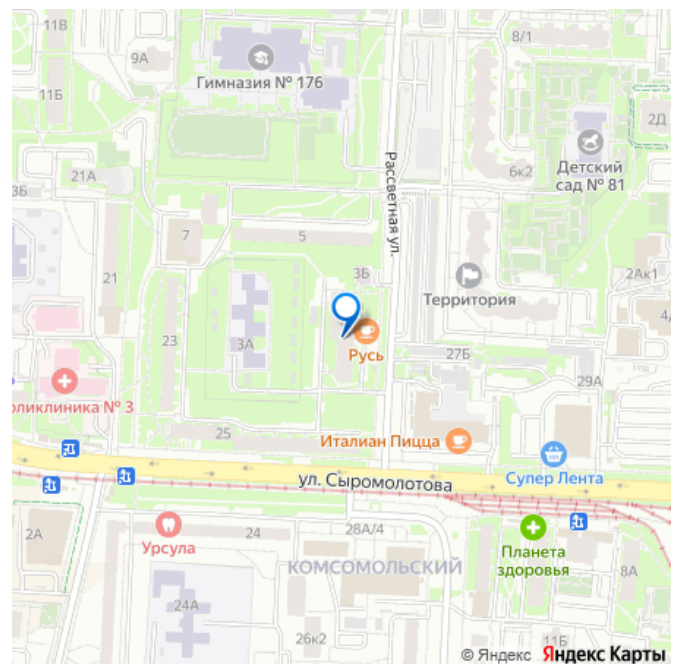 11В
9А
Гимназия № 176
8/1
11Б
2Д
6к2
Детский
сад № 81
21А
3Б
Рассветная ул.
7
5
21
3Б
2Ак1
Территория
4/
23
3А
Русь
27Б
29А
оликлиника № 3
25
Италиан Пицца
Супер Лента
ул. Сыромолотова
2А
Урсула
24
28А/4
Планета
здоровья
КОМСОМОЛЬСКИЙ
8А
24А
26к2
11Б
© Яндекс Яндекс Карты